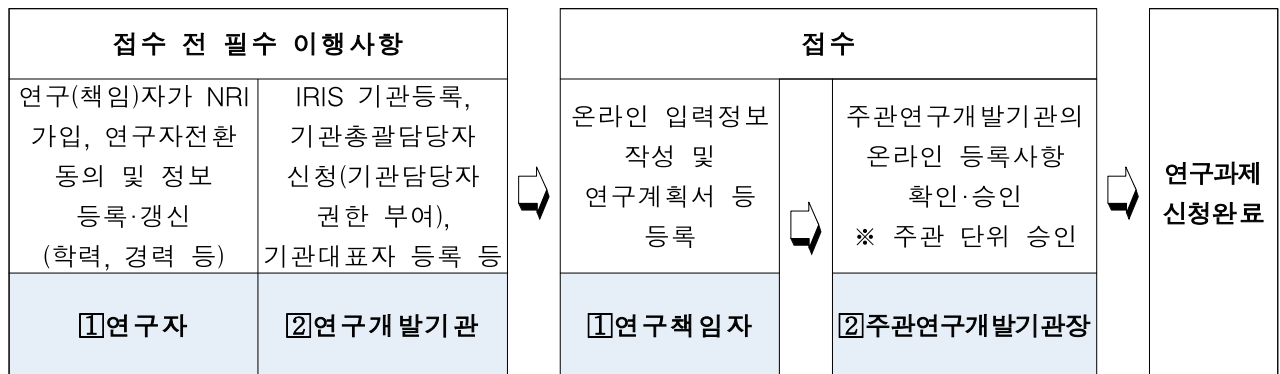 접수 전 필수 이행사항
연구(책임)자가 NRI
가입, 연구자전환
동의 및 정보
등록·갱신
(학력, 경력 등)
①연구자
IRIS 기관등록,
기관총괄담당자
신청(기관담당자
권한 부여),
기관대표자 등록 등
②연구개발기관
접수
온라인 입력정보
작성 및
연구계획서 등
등록
①연구책임자
주관연구개발기관의
온라인 등록사항
확인·승인
※ 주관 단위 승인
②주관연구개발기관장
연구과제
신청완료